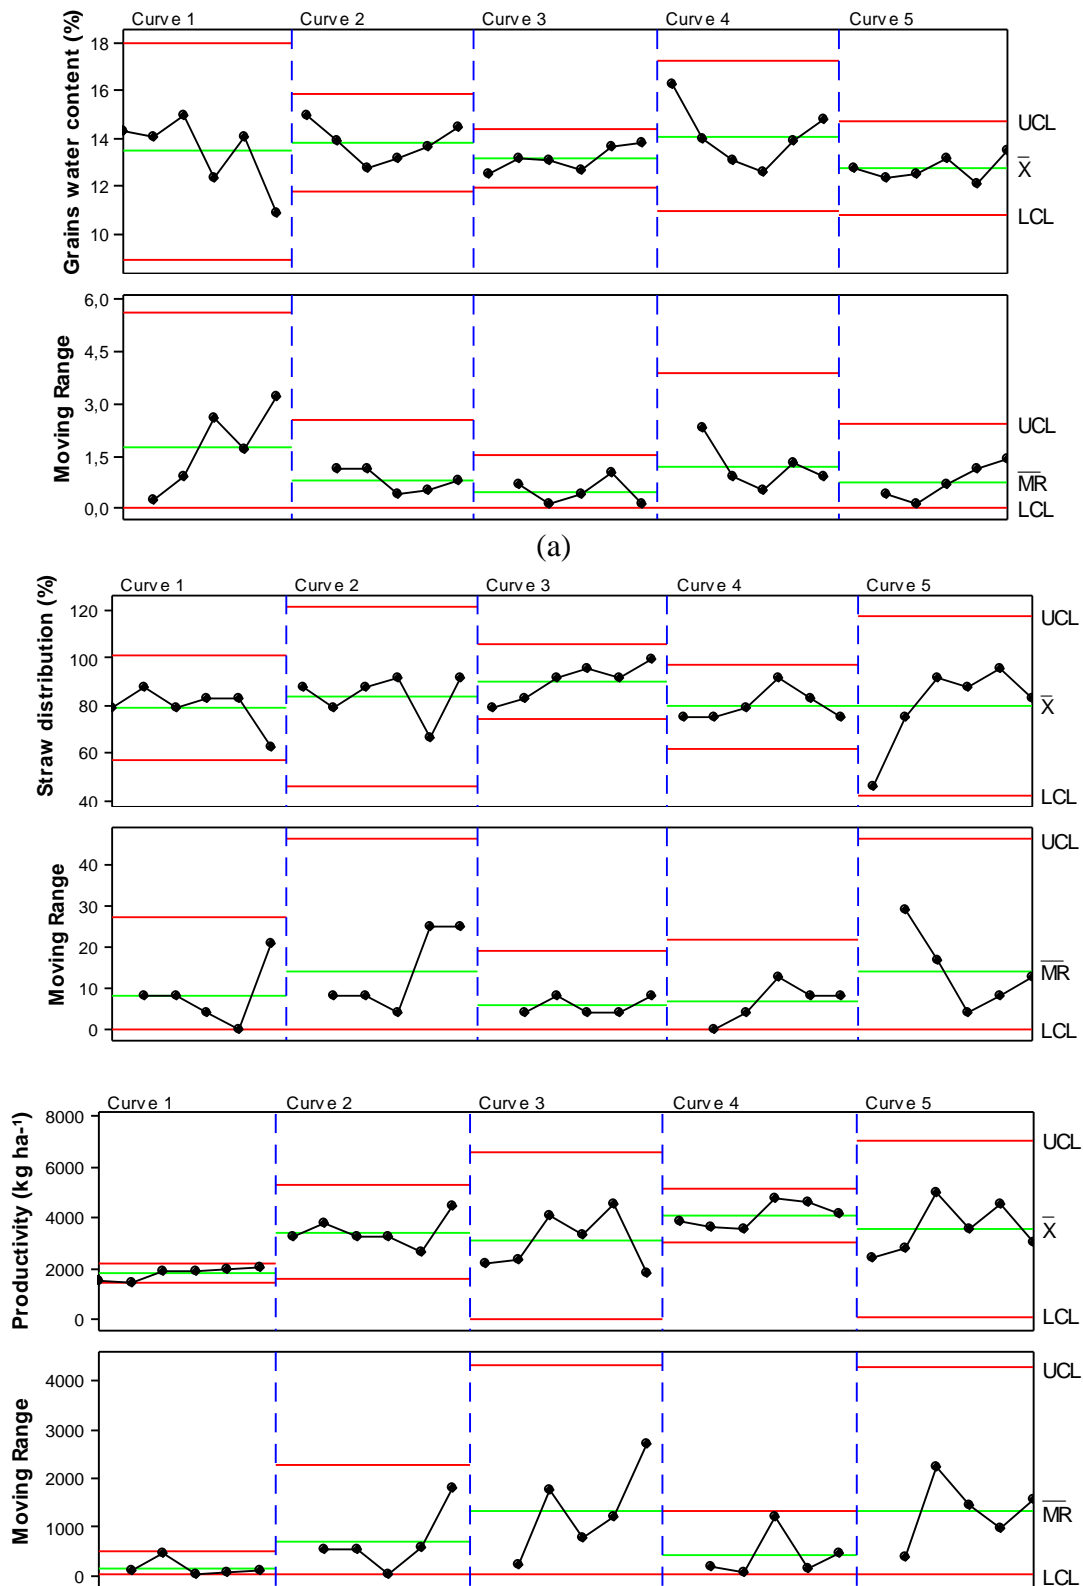 Curve 1 Curve 2 Curve 3 Curve 4 Curve 5
Grains water content (%)
18
16
14
12
10
UCL
X̅
LCL
Moving Range
6,0
4,5
3,0
1,5
0,0
UCL
M̅R̅
LCL
(a)
Curve 1 Curve 2 Curve 3 Curve 4 Curve 5
Straw distribution (%)
120
100
80
60
40
UCL
X̅
LCL
Moving Range
40
30
20
10
0
UCL
M̅R̅
LCL
Curve 1 Curve 2 Curve 3 Curve 4 Curve 5
Productivity (kg ha-¹)
8000
6000
4000
2000
0
UCL
X̅
LCL
Moving Range
4000
3000
2000
1000
0
UCL
M̅R̅
LCL